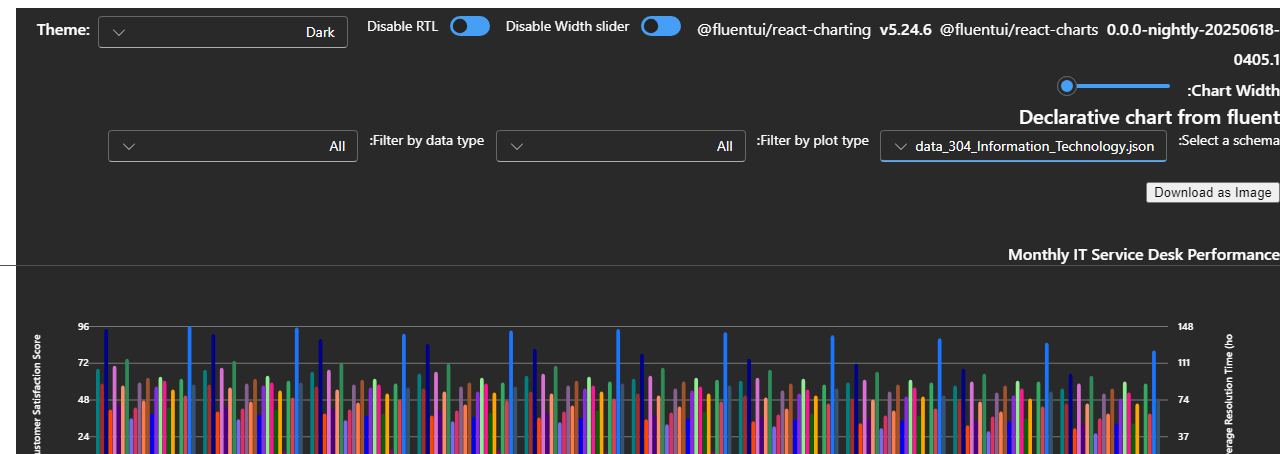 Theme: Dark Disable RTL Disable Width slider @fluentui/react-charting v5.24.6 @fluentui/react-charts 0.0.0-nightly-20250618-
0405.1
:Chart Width
Declarative chart from fluent
:Select a schema data_304_Information_Technology.json :Filter by plot type All :Filter by data type All
Download as Image
Monthly IT Service Desk Performance
96 148
72 111
48 74
24 37
ustomer Satisfaction Score
erage Resolution Time (ho